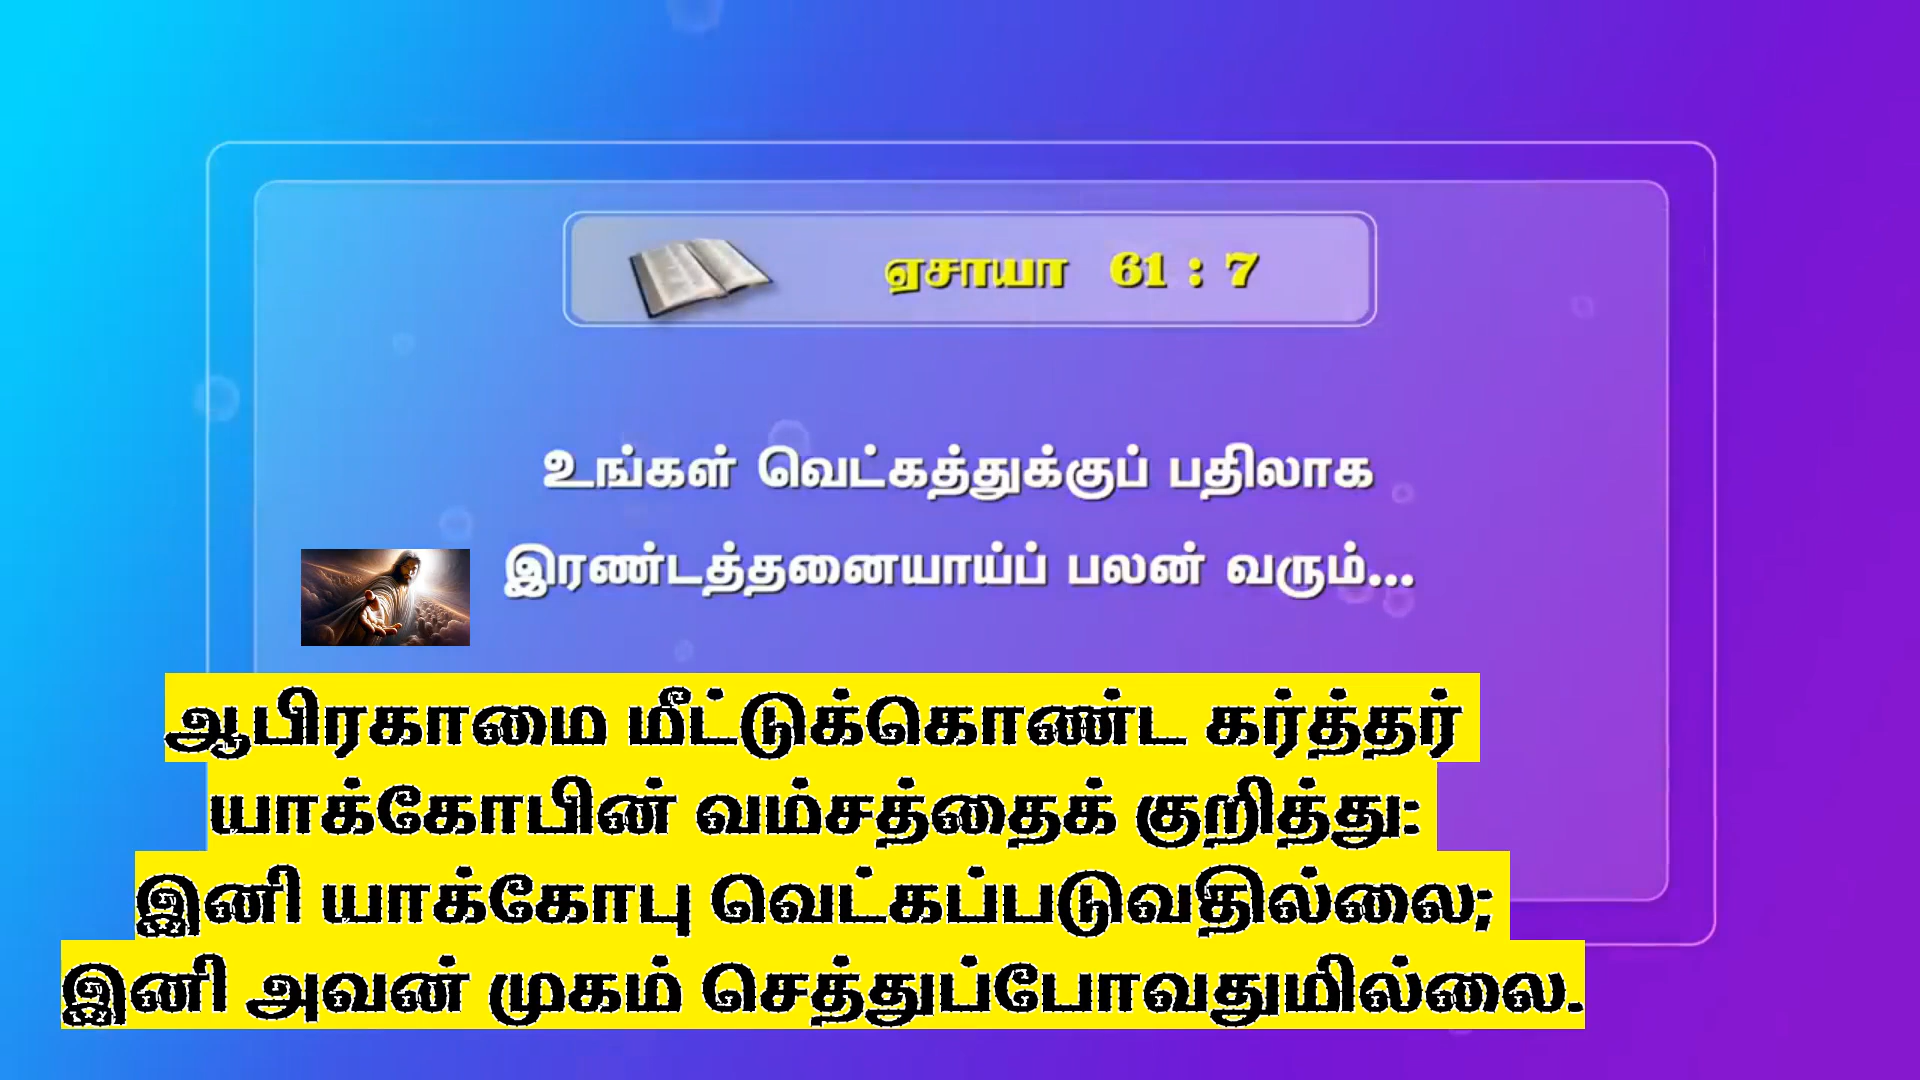 ஏசாயா 61 : 7
உங்கள் வெட்கத்துக்குப் பதிலாக
இரண்டத்தனையாய்ப் பலன் வரும்...
ஆபிரகாமை மீட்டுக்கொண்ட கர்த்தர்
யாக்கோபின் வம்சத்தைக் குறித்து:
இனி யாக்கோபு வெட்கப்படுவதில்லை;
இனி அவன் முகம் செத்துப்போவதுமில்லை.